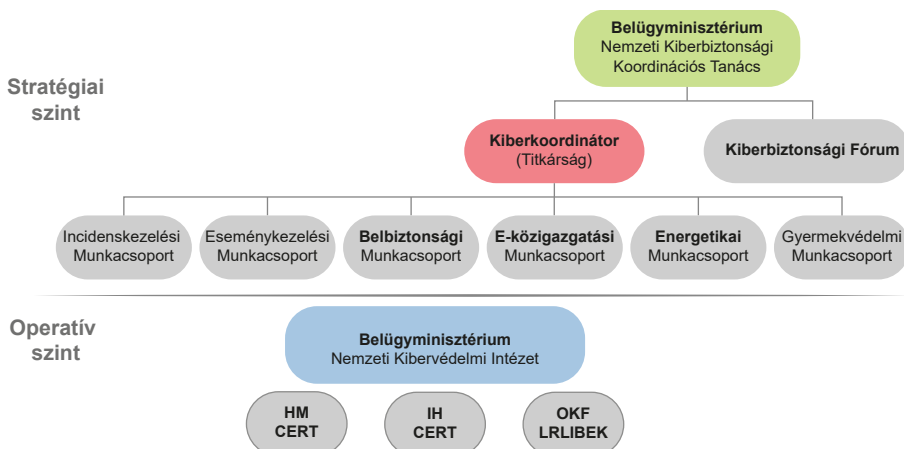 Belügyminisztérium
Nemzeti Kiberbiztonsági
Koordinációs Tanács
Stratégiai
szint
Kiberkoordinátor
(Titkárság)
Kiberbiztonsági Fórum
Incidenskezelési
Munkacsoport
Eseménykezelési
Munkacsoport
Belbiztonsági
Munkacsoport
E-közigazgatási
Munkacsoport
Energetikai
Munkacsoport
Gyermekvédelmi
Munkacsoport
Operatív
szint
Belügyminisztérium
Nemzeti Kibervédelmi Intézet
HM
CERT
IH
CERT
OKF
LRLIBEK